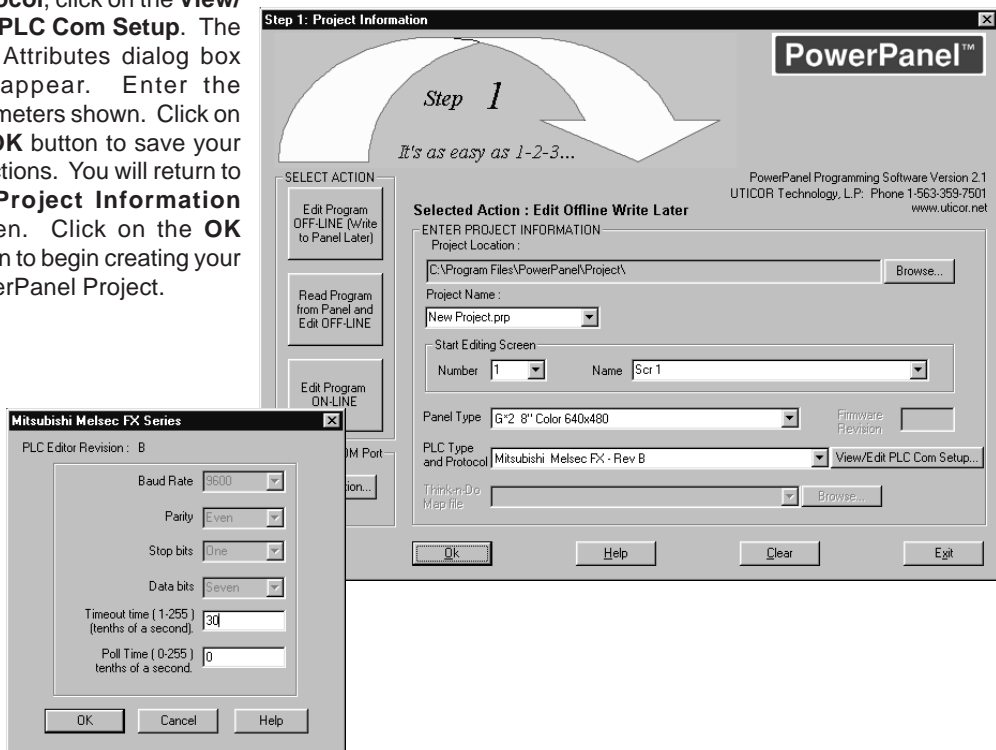 ocol, click on the View/
PLC Com Setup. The
Attributes dialog box
appear. Enter the
meters shown. Click on
OK button to save your
ctions. You will return to
Project Information
en. Click on the OK
n to begin creating your
erPanel Project.
Step 1: Project Information
PowerPanel™
Step 1
It's as easy as 1-2-3...
PowerPanel Programming Software Version 2.1
UTICOR Technology, L.P: Phone 1-563-359-7501
www.uticor.net
SELECT ACTION
Edit Program
OFF-LINE (Write
to Panel Later)
Read Program
from Panel and
Edit OFF-LINE
Edit Program
ON-LINE
M Port
ion...
Selected Action : Edit Offline Write Later
ENTER PROJECT INFORMATION
Project Location :
C:\Program Files\PowerPanel\Project\
Browse...
Project Name :
New Project.prp
Start Editing Screen
Number 1 Name Scr 1
Panel Type G*2 8'' Color 640x480 Firmware
Revision
PLC Type
and Protocol Mitsubishi Melsec FX - Rev B View/Edit PLC Com Setup...
Think-n-Do
Map file Browse...
Ok Help Clear Exit
Mitsubishi Melsec FX Series
PLC Editor Revision : B
Baud Rate 9600
Parity Even
Stop bits One
Data bits Seven
Timeout time ( 1-255 )
(tenths of a second). 30
Poll Time ( 0-255 )
tenths of a second. 0
OK Cancel Help